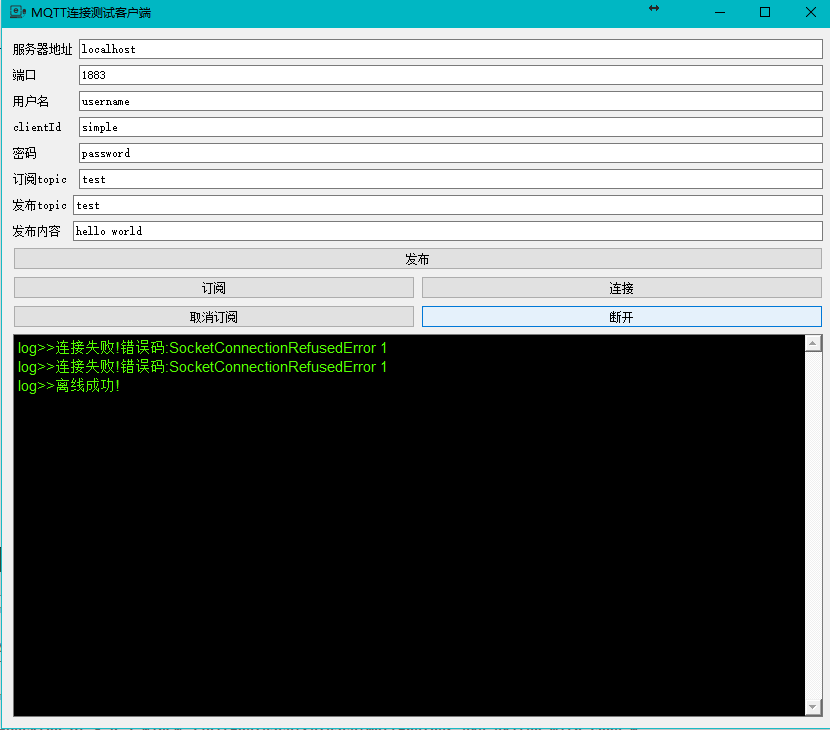 MQTT连接测试客户端
服务器地址 localhost
端口 1883
用户名 username
clientId simple
密码 password
订阅topic test
发布topic test
发布内容 hello world
发布
订阅 连接
取消订阅 断开
log>>连接失败!错误码:SocketConnectionRefusedError 1
log>>连接失败!错误码:SocketConnectionRefusedError 1
log>>离线成功!